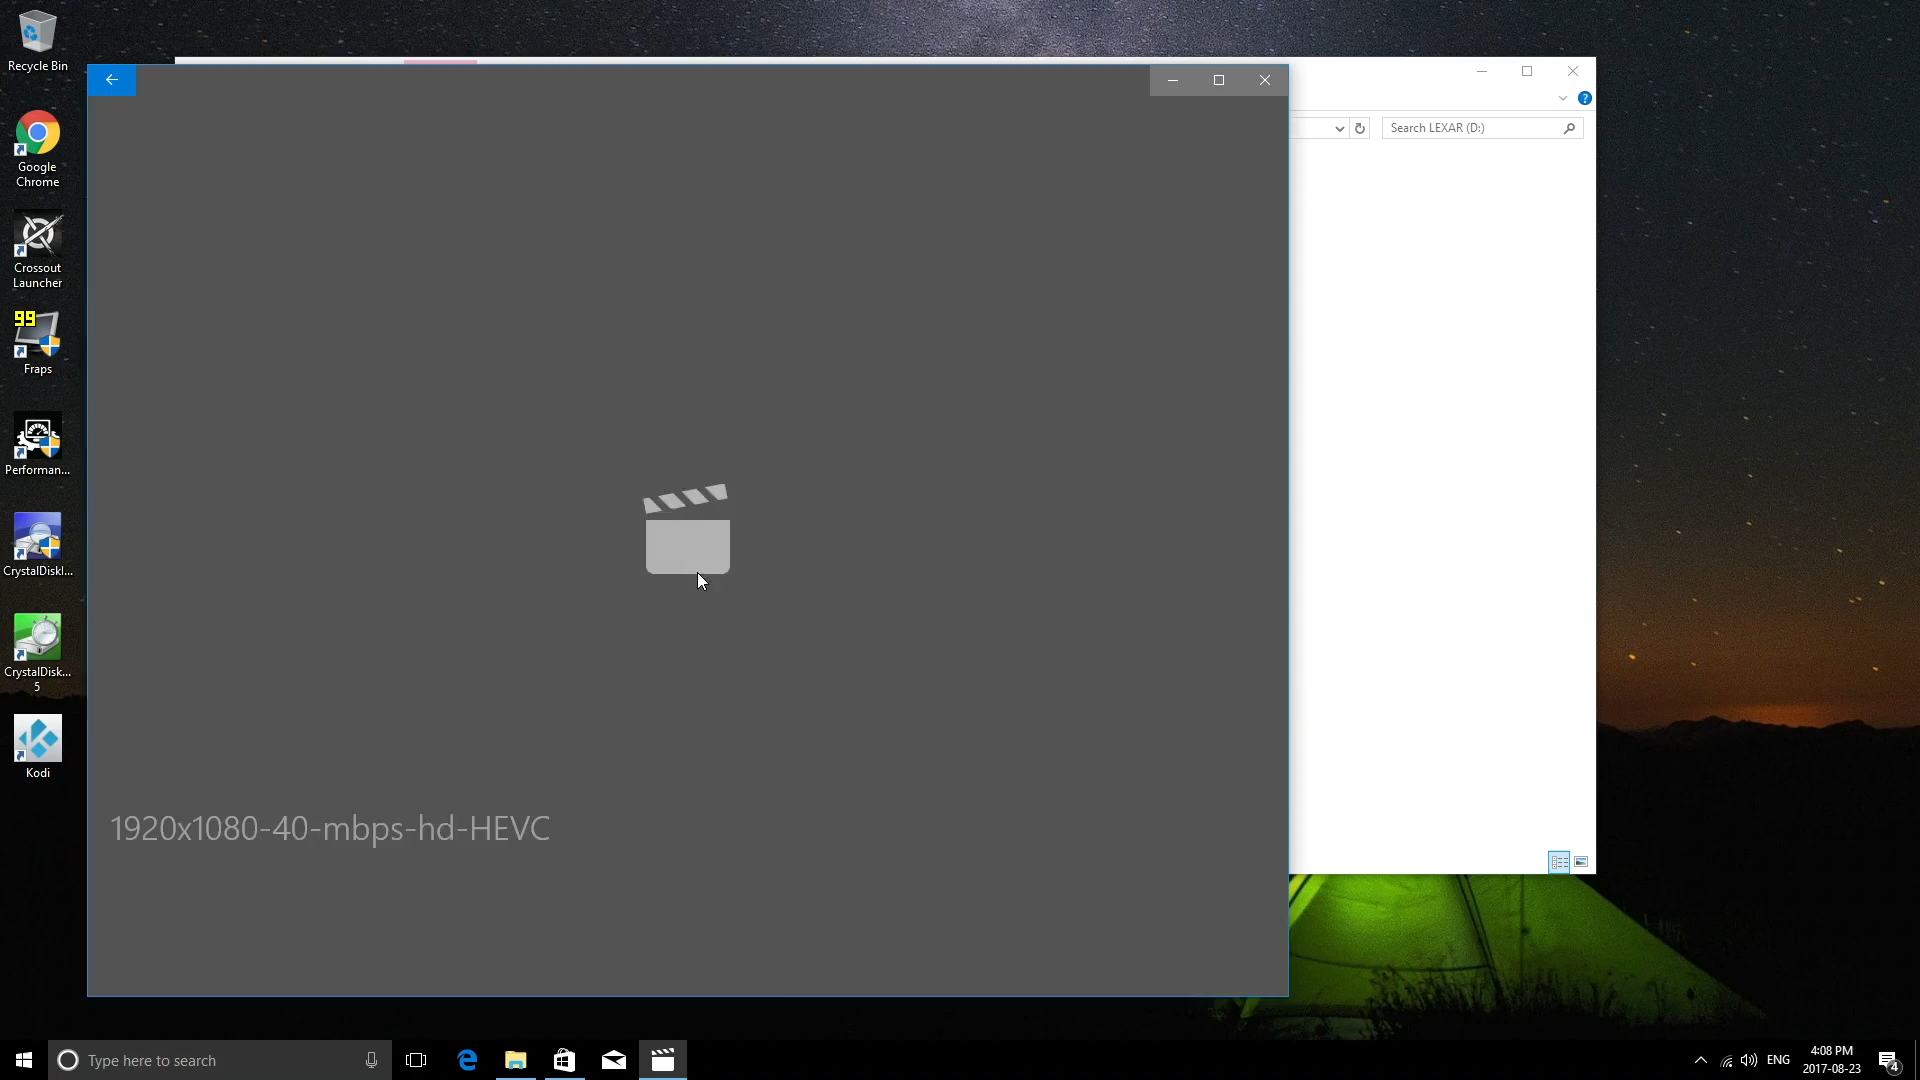 Recycle Bin
Google
Chrome
Crossout
Launcher
99
Fraps
Performan...
CrystalDiskI...
CrystalDisk...
5
Kodi
?
Search LEXAR (D:)
1920x1080-40-mbps-hd-HEVC
Type here to search
ENG
4:08 PM
2017-08-23
4